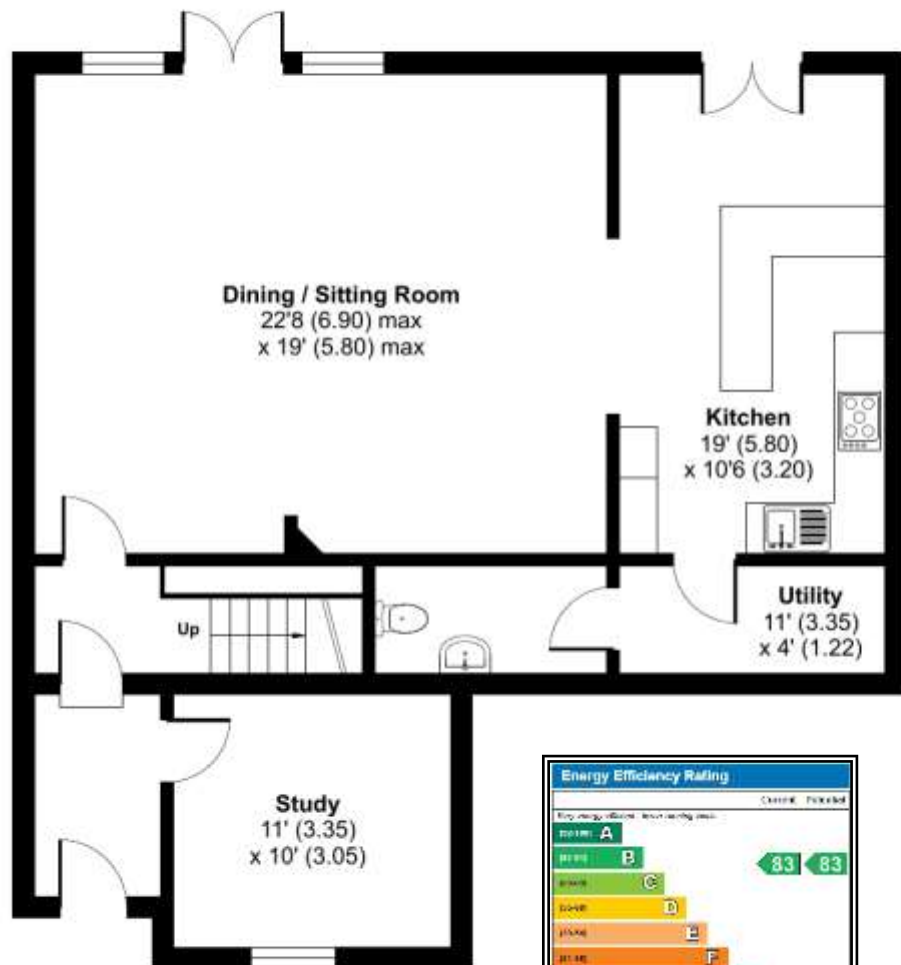 Dining / Sitting Room
22'8 (6.90) max
x 19' (5.80) max
Kitchen
19' (5.80)
x 10'6 (3.20)
Up
Utility
11' (3.35)
x 4' (1.22)
Study
11' (3.35)
x 10' (3.05)
Energy Efficiency Rating
Current Potential
A
B
83 83
C
D
E
F